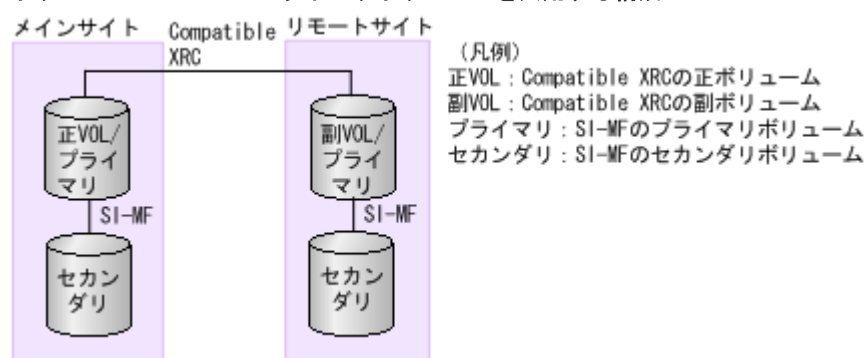 メインサイト
Compatible
XRC
リモートサイト
正VOL/
プライ
マリ
副VOL/
プライ
マリ
SI-MF
SI-MF
セカン
ダリ
セカン
ダリ
（凡例）
正VOL：Compatible XRCの正ボリューム
副VOL：Compatible XRCの副ボリューム
プライマリ：SI-MFのプライマリボリューム
セカンダリ：SI-MFのセカンダリボリューム